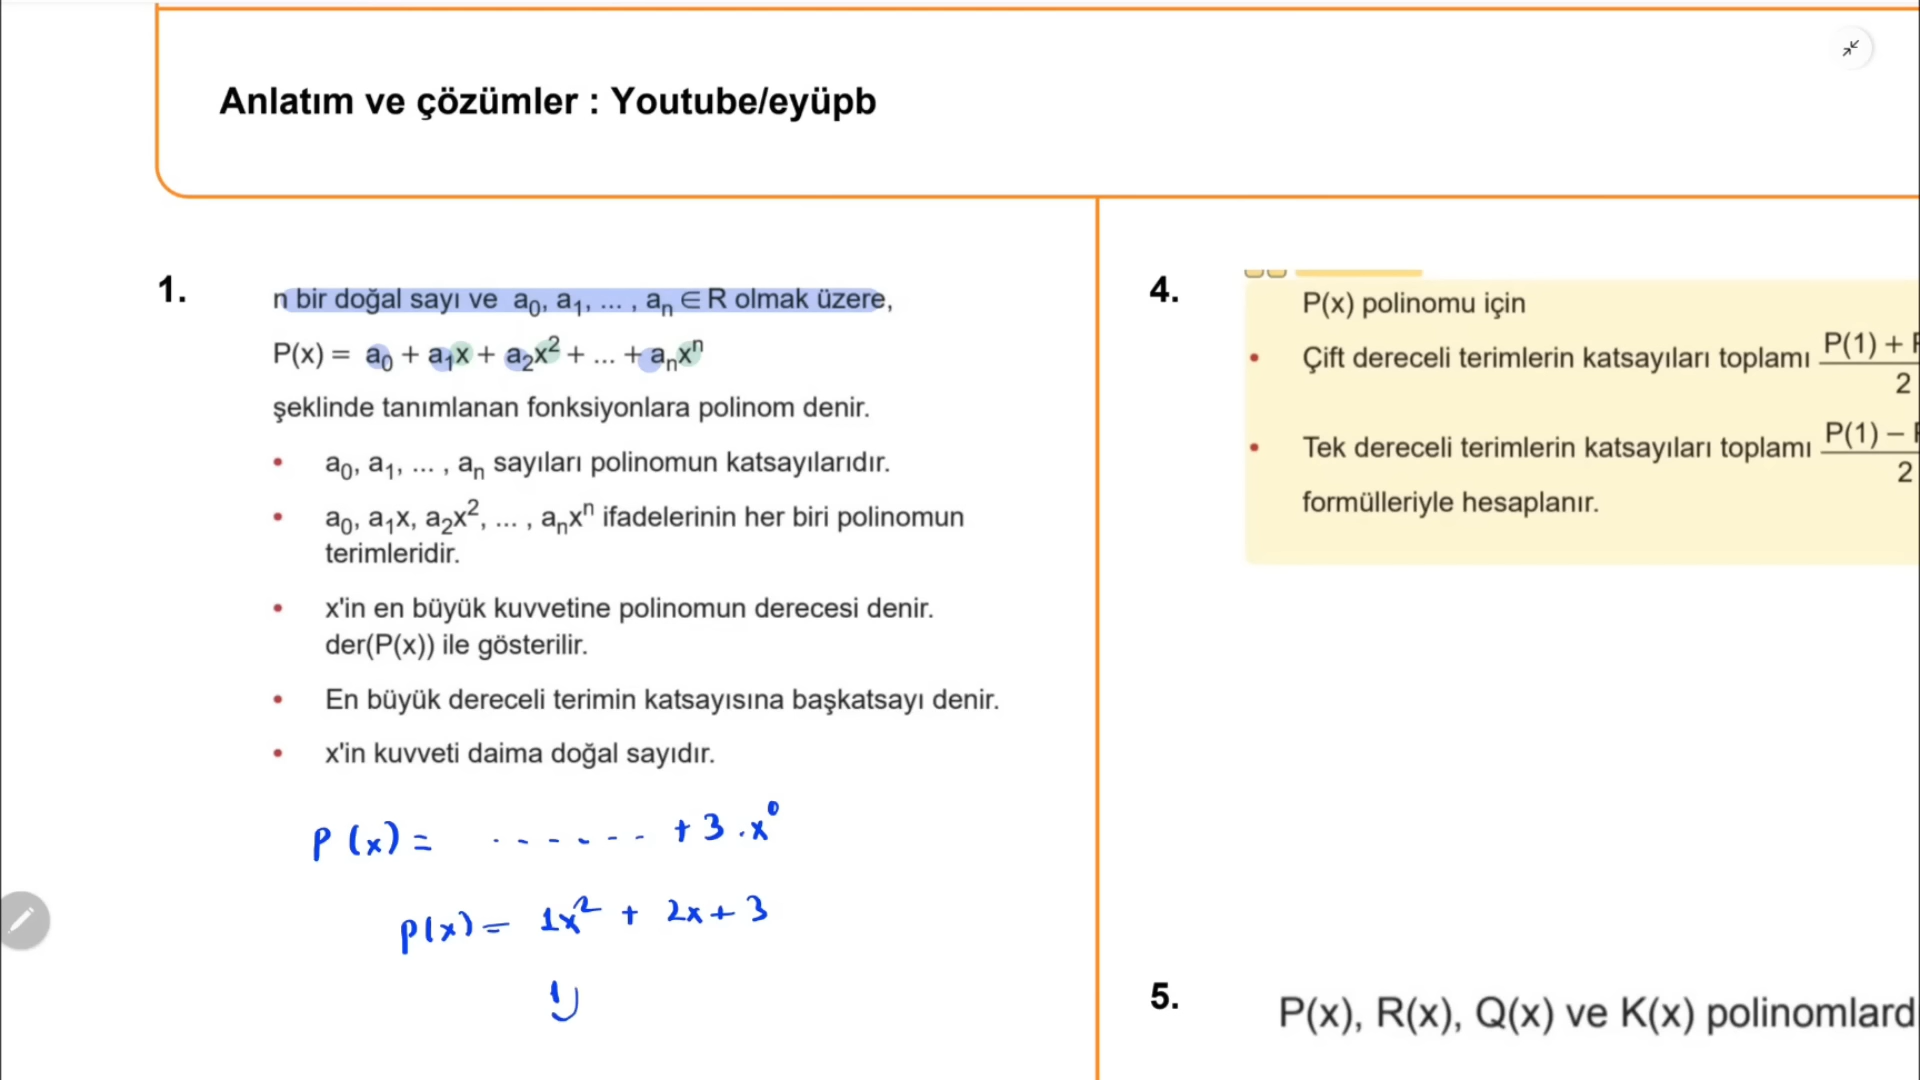 Anlatım ve çözümler : Youtube/eyüpb
1.
n bir doğal sayı ve a₀, a₁, ... , aₙ ∈ R olmak üzere,
P(x) = a₀ + a₁x + a₂x² + ... + aₙxⁿ
şeklinde tanımlanan fonksiyonlara polinom denir.
• a₀, a₁, ... , aₙ sayıları polinomun katsayılarıdır.
• a₀, a₁x, a₂x², ... , aₙxⁿ ifadelerinin her biri polinomun
terimleridir.
• x'in en büyük kuvvetine polinomun derecesi denir.
der(P(x)) ile gösterilir.
• En büyük dereceli terimin katsayısına başkatsayı denir.
• x'in kuvveti daima doğal sayıdır.
P(x) = ....... + 3.x⁰
P(x) = 1x² + 2x + 3
4.
P(x) polinomu için
• Çift dereceli terimlerin katsayıları toplamı P(1) +
2
• Tek dereceli terimlerin katsayıları toplamı P(1) −
2
formülleriyle hesaplanır.
5.
P(x), R(x), Q(x) ve K(x) polinomlard